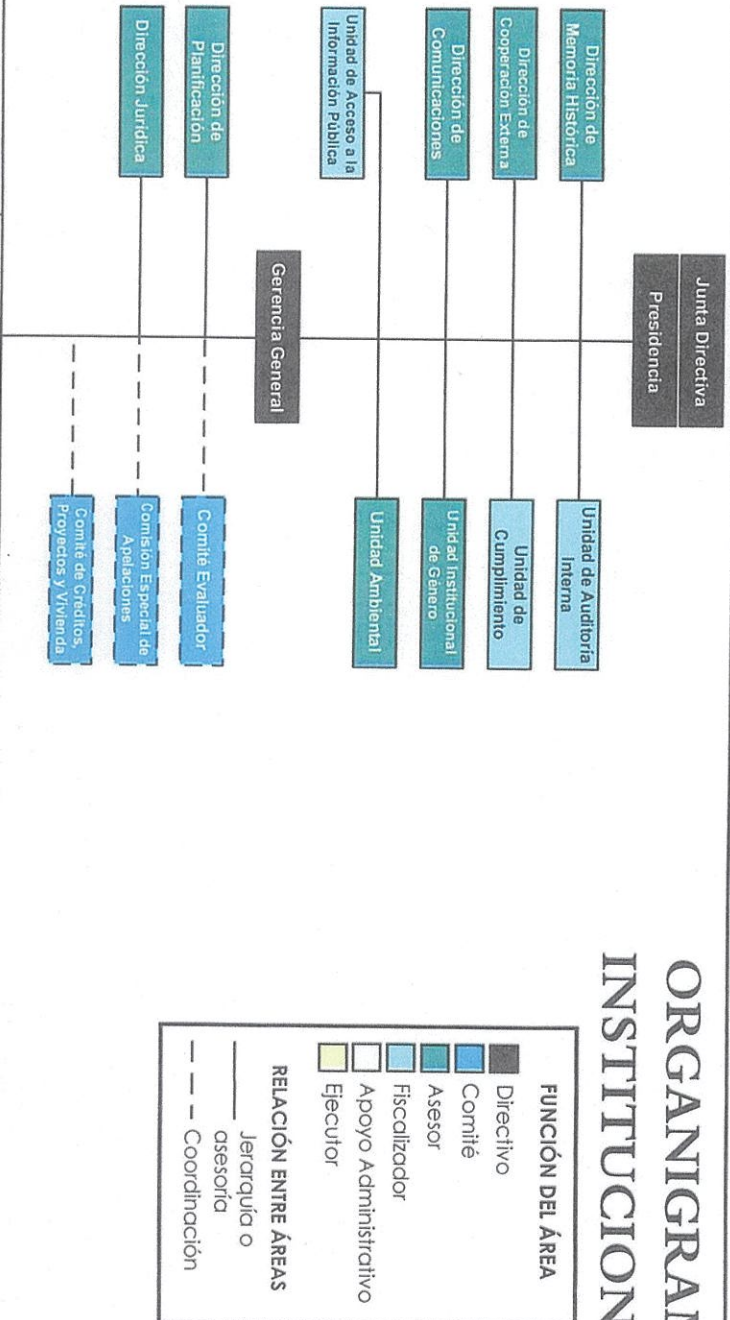 ORGANIGRAM
INSTITUCION
Junta Directiva
Presidencia
Dirección de
Memoria Histórica
Unidad de Auditoría
Interna
Dirección de
Cooperación Externa
Unidad de
Cumplimiento
Dirección de
Comunicaciones
Unidad Institucional
de Género
Unidad de Acceso a la
Información Pública
Unidad Ambiental
Gerencia General
Dirección de
Planificación
Comité Evaluador
Dirección Jurídica
Comision Especial de
Apelaciones
Comité de Créditos,
Proyectos y Vivienda
FUNCIÓN DEL ÁREA
Directivo
Comité
Asesor
Fiscalizador
Apoyo Administrativo
Ejecutor
RELACIÓN ENTRE ÁREAS
Jerarquía o
asesoría
Coordinación